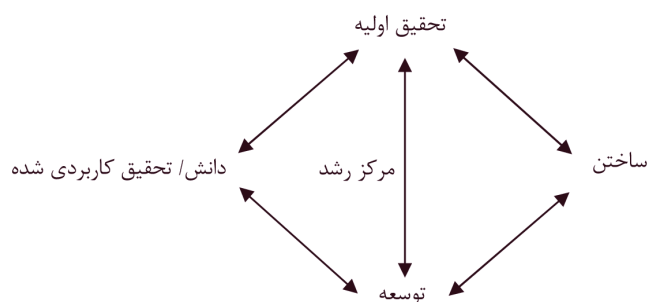 تحقیق اولیه
ساختن
مرکز رشد
دانش/ تحقیق کاربردی شده
توسعه